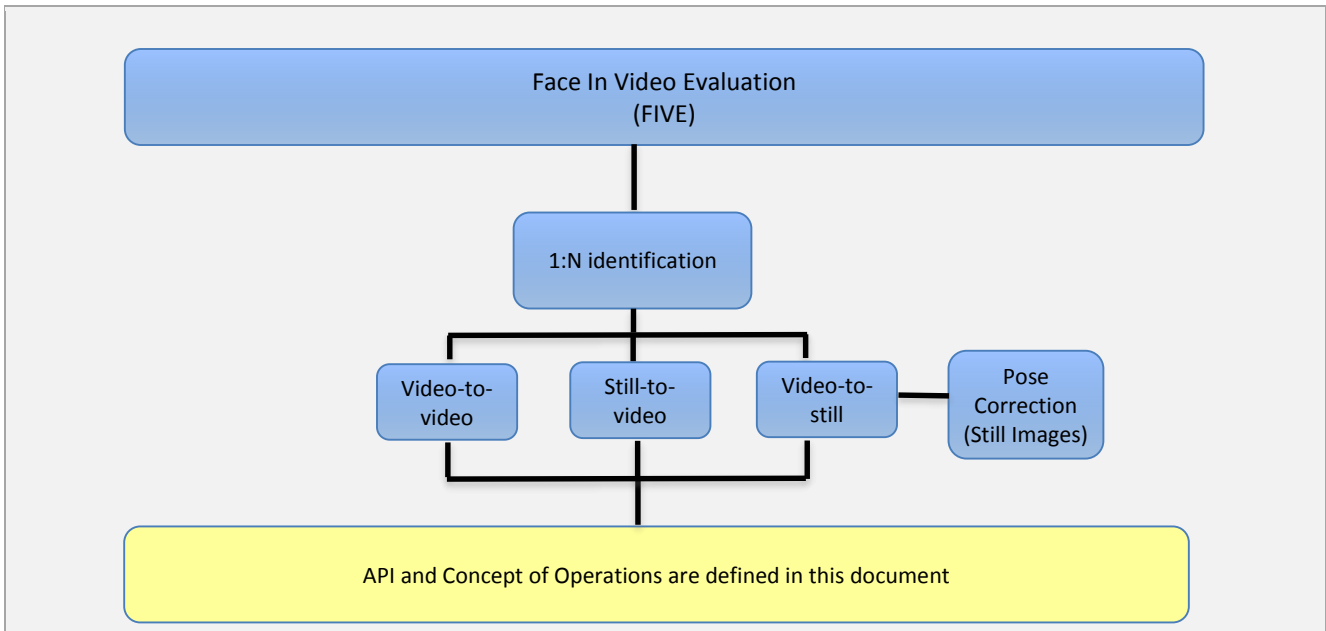 Face In Video Evaluation
(FIVE)
1:N identification
Video-to-
video
Still-to-
video
Video-to-
still
Pose
Correction
(Still Images)
API and Concept of Operations are defined in this document